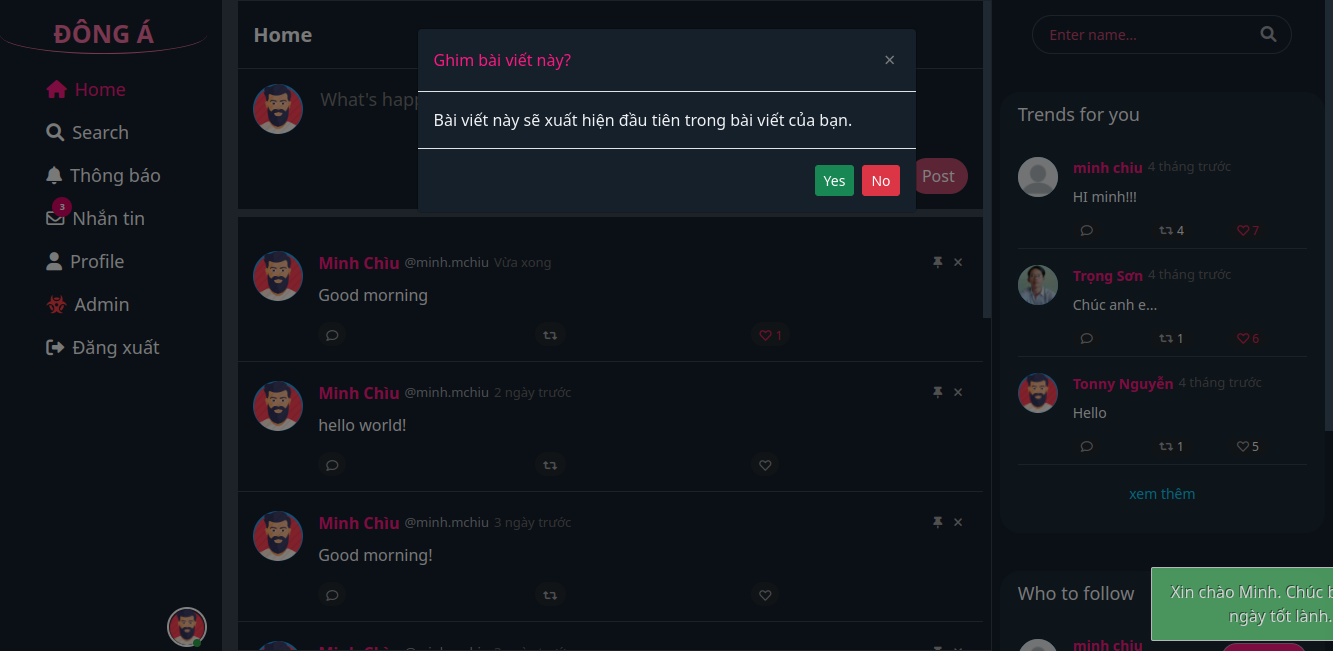 ĐÔNG Á
Home
Search
Thông báo
3
Nhắn tin
Profile
Admin
Đăng xuất
Home
What's happ
Post
Ghim bài viết này?
×
Bài viết này sẽ xuất hiện đầu tiên trong bài viết của bạn.
Yes No
Minh Chìu @minh.mchiu Vừa xong
Good morning
1
Minh Chìu @minh.mchiu 2 ngày trước
hello world!
Minh Chìu @minh.mchiu 3 ngày trước
Good morning!
Enter name...
Trends for you
minh chiu 4 tháng trước
HI minh!!!
4 7
Trọng Sơn 4 tháng trước
Chúc anh e...
1 6
Tonny Nguyễn 4 tháng trước
Hello
1 5
xem thêm
Who to follow
minh chiu
Xin chào Minh. Chúc b
ngày tốt lành.